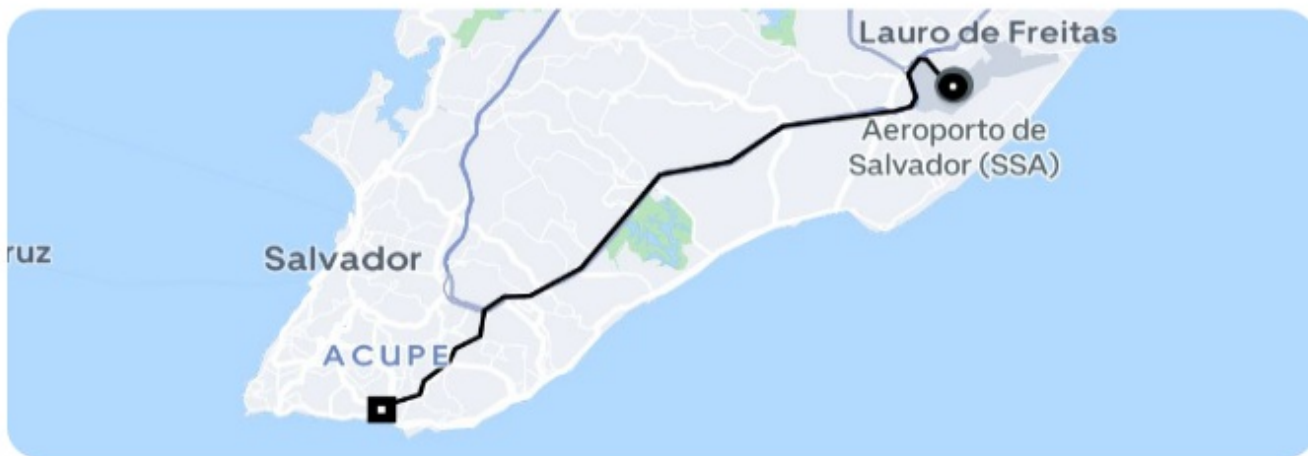 Lauro de Freitas
Aeroporto de
Salvador (SSA)
ruz
Salvador
ACUPE